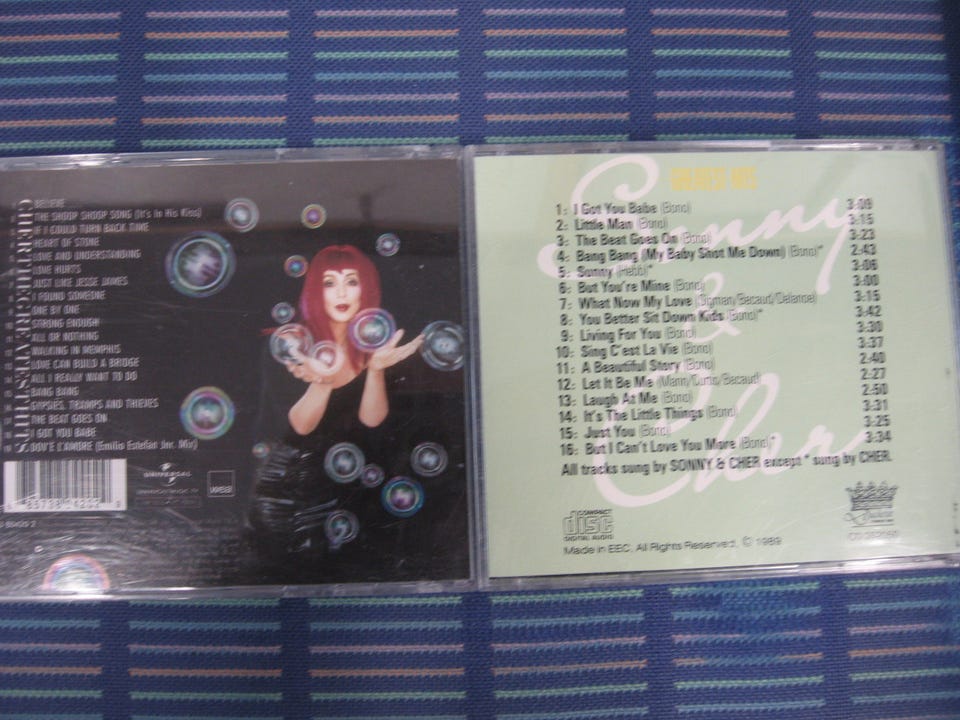 BELIEVE
THE SHOOP SHOOP SONG (It's In His Kiss)
IF I COULD TURN BACK TIME
HEART OF STONE
LOVE AND UNDERSTANDING
LOVE HURTS
JUST LIKE JESSE JAMES
I FOUND SOMEONE
ONE BY ONE
STRONG ENOUGH
ALL OR NOTHING
WALKING IN MEMPHIS
LOVE CAN BUILD A BRIDGE
ALL I REALLY WANT TO DO
BANG BANG
GYPSIES, TRAMPS AND THIEVES
THE BEAT GOES ON
I GOT YOU BABE
DOV'E L'AMORE (Emilio Estefan Jnr. Mix)
CHER THE GREATEST HITS
UNIVERSAL
wea
GREATEST HITS
Sonny & Cher
1: I Got You Babe (Bono) 3:09
2: Little Man (Bono) 3:15
3: The Beat Goes On (Bono) 3:23
4: Bang Bang (My Baby Shot Me Down) (Bono)* 2:43
5: Sunny (Hebb)* 3:06
6: But You're Mine (Bono) 3:00
7: What Now My Love (Sigman/Becaud/Delance) 3:15
8: You Better Sit Down Kids (Bono)* 3:42
9: Living For You (Bono) 3:30
10: Sing C'est La Vie (Bono) 3:37
11: A Beautiful Story (Bono) 2:40
12: Let It Be Me (Mann/Curtis/Becaud) 2:27
13: Laugh At Me (Bono) 2:50
14: It's The Little Things (Bono) 3:31
15: Just You (Bono) 3:25
16: But I Can't Love You More (Bono)* 3:34
All tracks sung by SONNY & CHER except * sung by CHER.
COMPACT
disc
DIGITAL AUDIO
Made in EEC. All Rights Reserved. © 1989